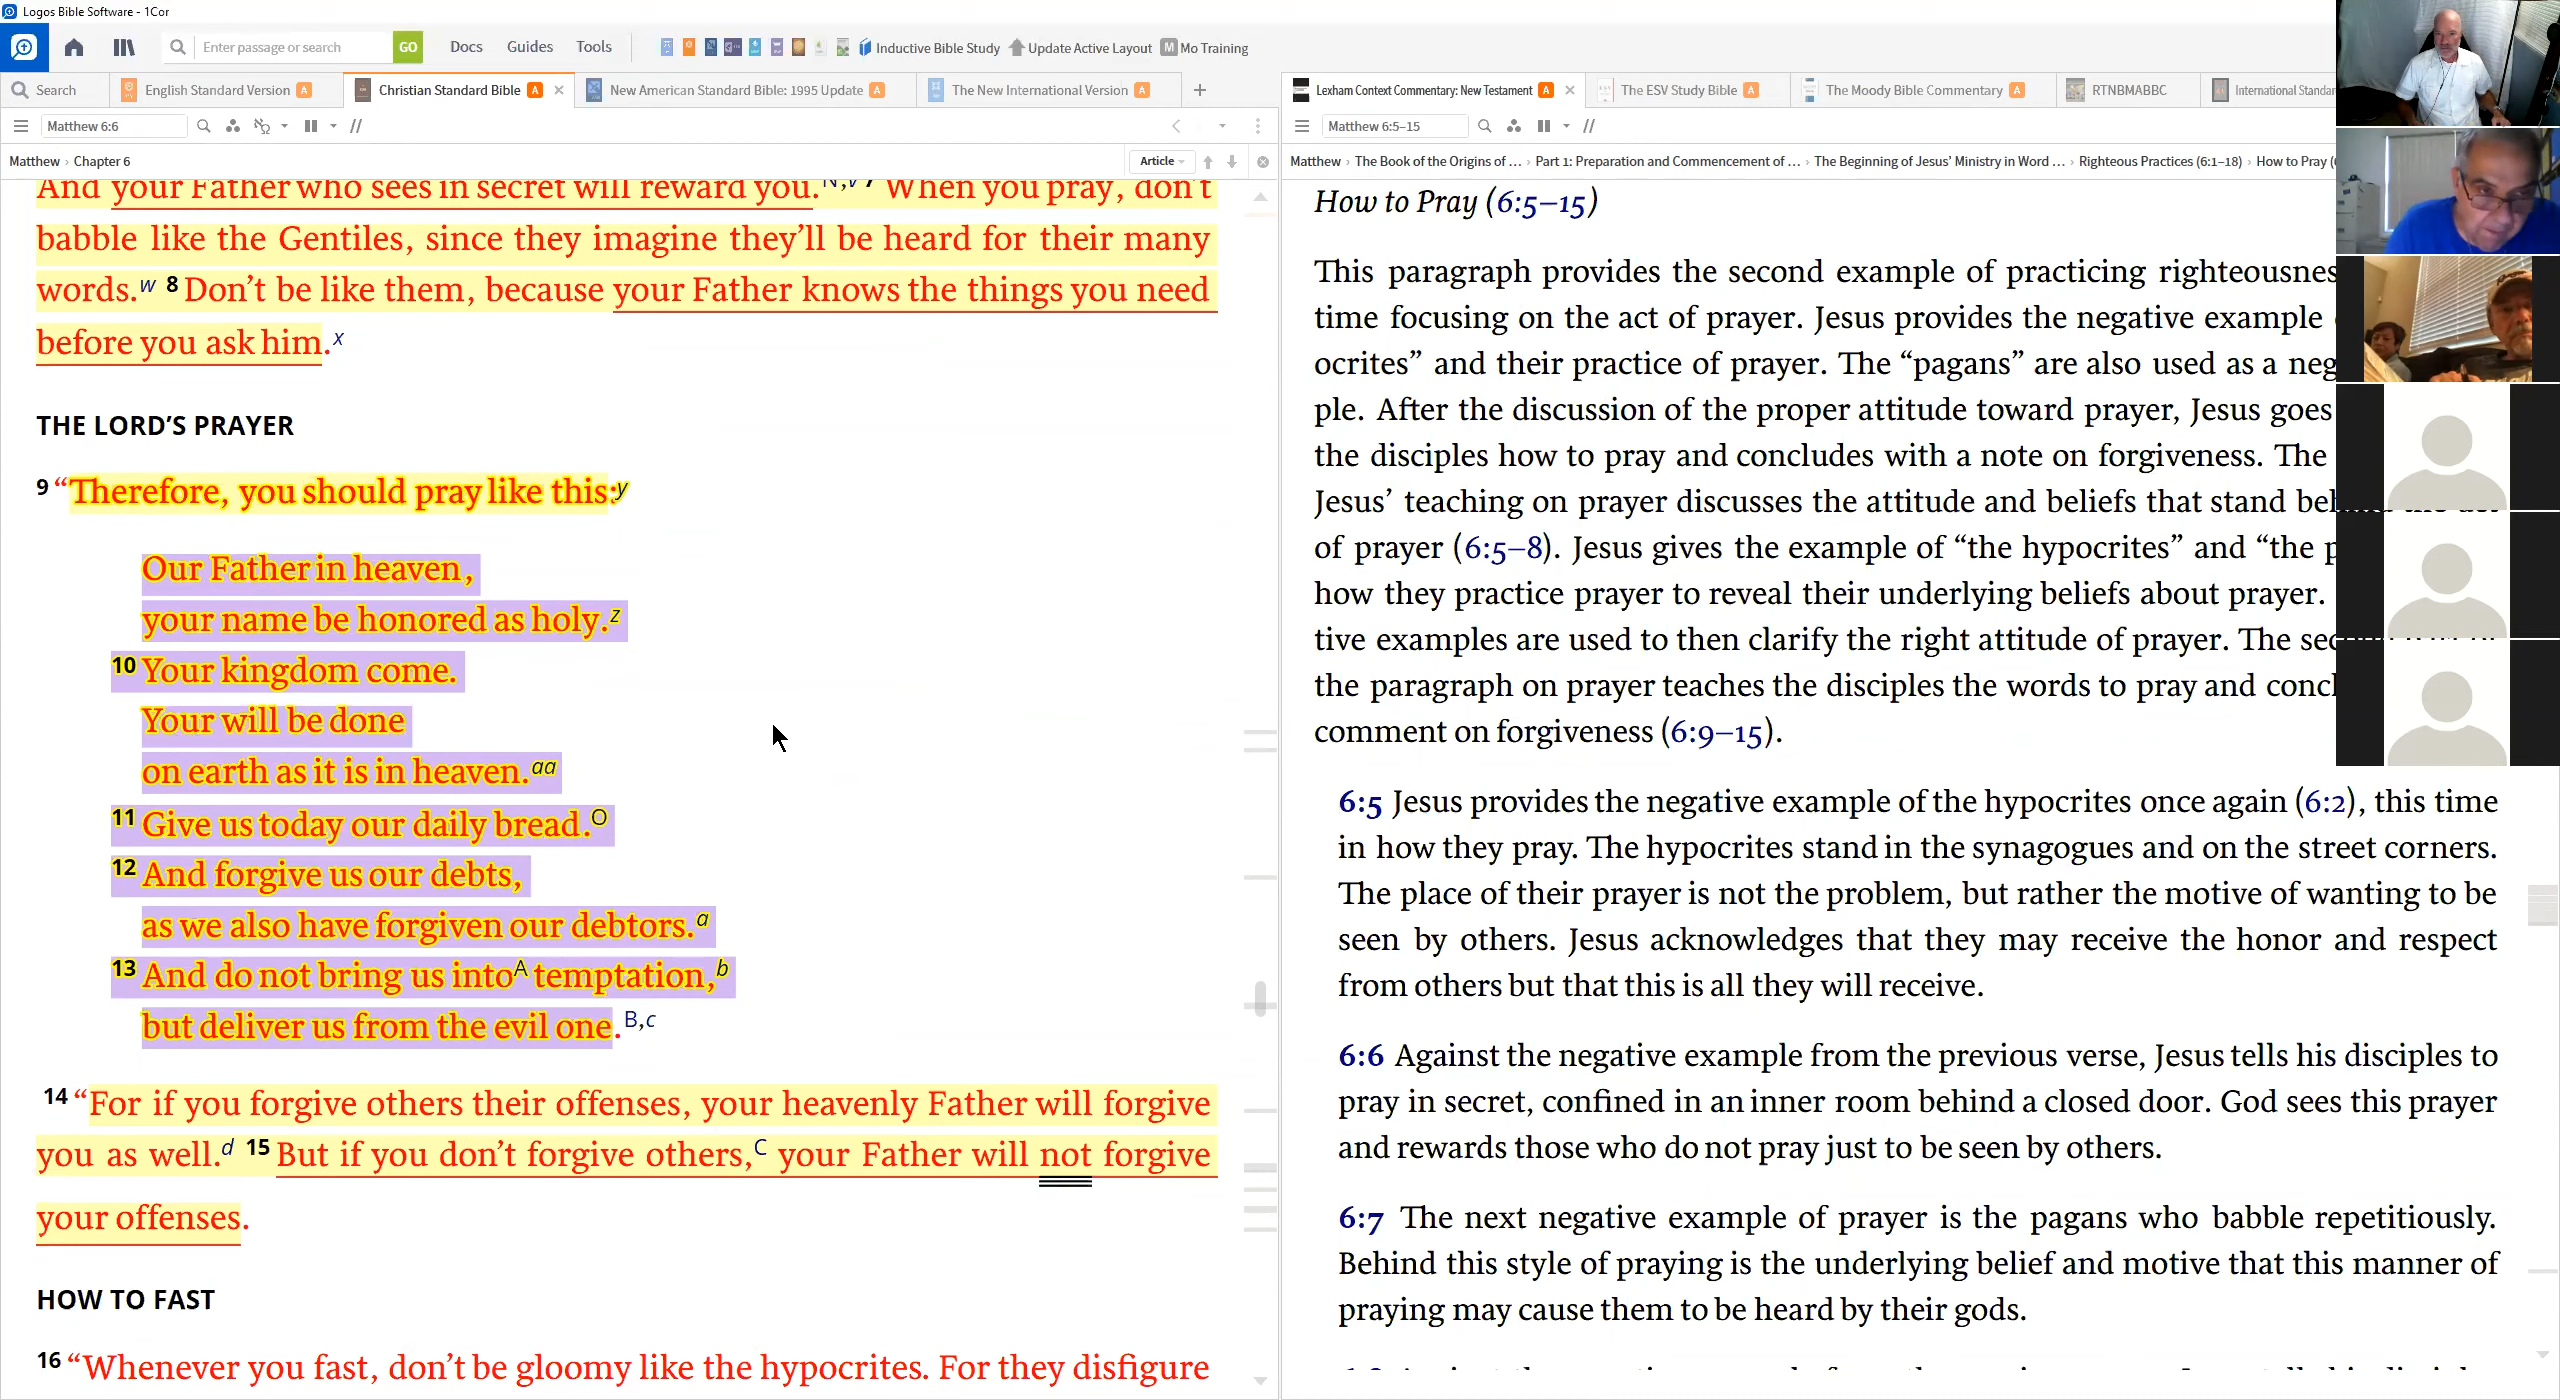 Logos Bible Software - 1Cor
Enter passage or search
GO
Docs Guides Tools
Inductive Bible Study
Update Active Layout
M Mo Training
Search
English Standard Version A
Christian Standard Bible A
New American Standard Bible: 1995 Update A
The New International Version A
Matthew 6:6
Matthew › Chapter 6
Article
And your Father who sees in secret will reward you. 7 When you pray, don’t
babble like the Gentiles, since they imagine they’ll be heard for their many
words.w 8 Don’t be like them, because your Father knows the things you need
before you ask him.x
THE LORD’S PRAYER
9 “Therefore, you should pray like this:y
Our Father in heaven,
your name be honored as holy.z
10 Your kingdom come.
Your will be done
on earth as it is in heaven.aa
11 Give us today our daily bread.O
12 And forgive us our debts,
as we also have forgiven our debtors.a
13 And do not bring us intoA temptation,b
but deliver us from the evil one.B,c
14 “For if you forgive others their offenses, your heavenly Father will forgive
you as well.d 15 But if you don’t forgive others,C your Father will not forgive
your offenses.
HOW TO FAST
16 “Whenever you fast, don’t be gloomy like the hypocrites. For they disfigure
Lexham Context Commentary: New Testament A
The ESV Study Bible A
The Moody Bible Commentary A
RTNBMABBC
International Standar
Matthew 6:5–15
Matthew › The Book of the Origins of ... › Part 1: Preparation and Commencement of ... › The Beginning of Jesus’ Ministry in Word ... › Righteous Practices (6:1–18) › How to Pray (
How to Pray (6:5–15)
This paragraph provides the second example of practicing righteousnes
time focusing on the act of prayer. Jesus provides the negative example
ocrites” and their practice of prayer. The “pagans” are also used as a neg
ple. After the discussion of the proper attitude toward prayer, Jesus goes
the disciples how to pray and concludes with a note on forgiveness. The
Jesus’ teaching on prayer discusses the attitude and beliefs that stand beh
of prayer (6:5–8). Jesus gives the example of “the hypocrites” and “the p
how they practice prayer to reveal their underlying beliefs about prayer.
tive examples are used to then clarify the right attitude of prayer. The sec
the paragraph on prayer teaches the disciples the words to pray and concl
comment on forgiveness (6:9–15).
6:5 Jesus provides the negative example of the hypocrites once again (6:2), this time
in how they pray. The hypocrites stand in the synagogues and on the street corners.
The place of their prayer is not the problem, but rather the motive of wanting to be
seen by others. Jesus acknowledges that they may receive the honor and respect
from others but that this is all they will receive.
6:6 Against the negative example from the previous verse, Jesus tells his disciples to
pray in secret, confined in an inner room behind a closed door. God sees this prayer
and rewards those who do not pray just to be seen by others.
6:7 The next negative example of prayer is the pagans who babble repetitiously.
Behind this style of praying is the underlying belief and motive that this manner of
praying may cause them to be heard by their gods.